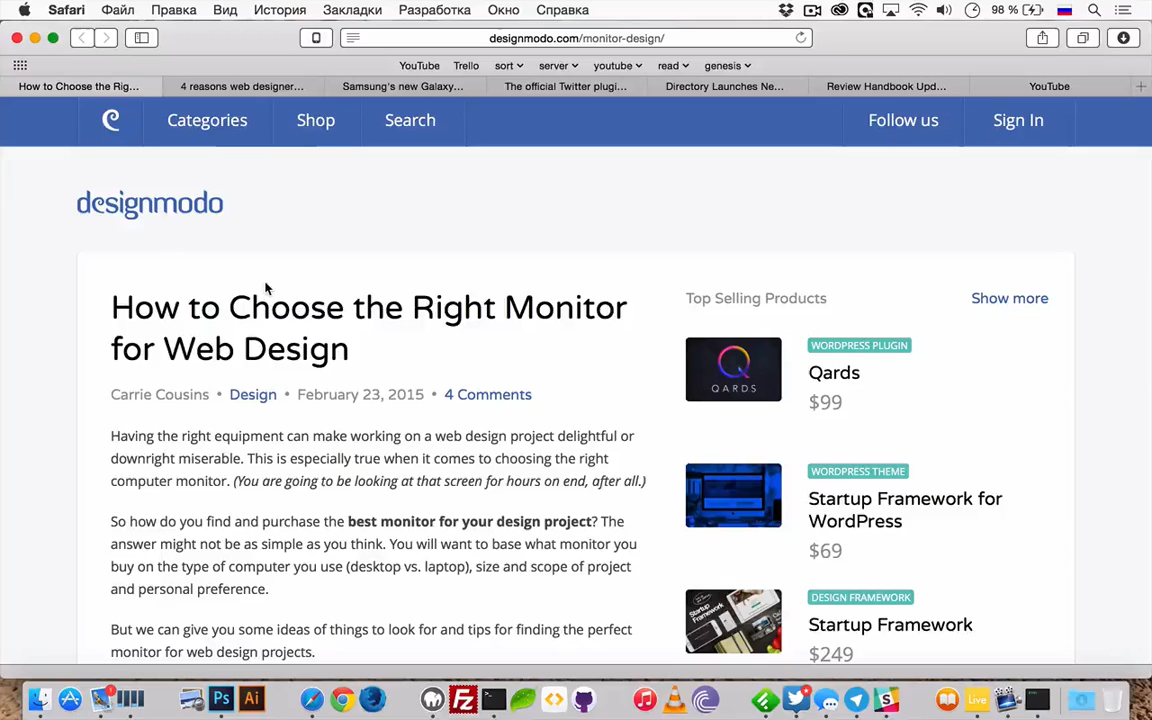 Safari Файл Правка Вид История Закладки Разработка Окно Справка 98 %
designmodo.com/monitor-design/
YouTube Trello sort server youtube read genesis
How to Choose the Rig... 4 reasons web designer... Samsung's new Galaxy... The official Twitter plugi... Directory Launches Ne... Review Handbook Upd... YouTube
Categories Shop Search Follow us Sign In
designmodo
How to Choose the Right Monitor
for Web Design
Carrie Cousins • Design • February 23, 2015 • 4 Comments
Having the right equipment can make working on a web design project delightful or
downright miserable. This is especially true when it comes to choosing the right
computer monitor. (You are going to be looking at that screen for hours on end, after all.)
So how do you find and purchase the best monitor for your design project? The
answer might not be as simple as you think. You will want to base what monitor you
buy on the type of computer you use (desktop vs. laptop), size and scope of project
and personal preference.
But we can give you some ideas of things to look for and tips for finding the perfect
monitor for web design projects.
Top Selling Products Show more
QARDS
WORDPRESS PLUGIN
Qards
$99
WORDPRESS THEME
Startup Framework for
WordPress
$69
Startup Framework
DESIGN FRAMEWORK
Startup Framework
$249
Ps Ai Fz Live